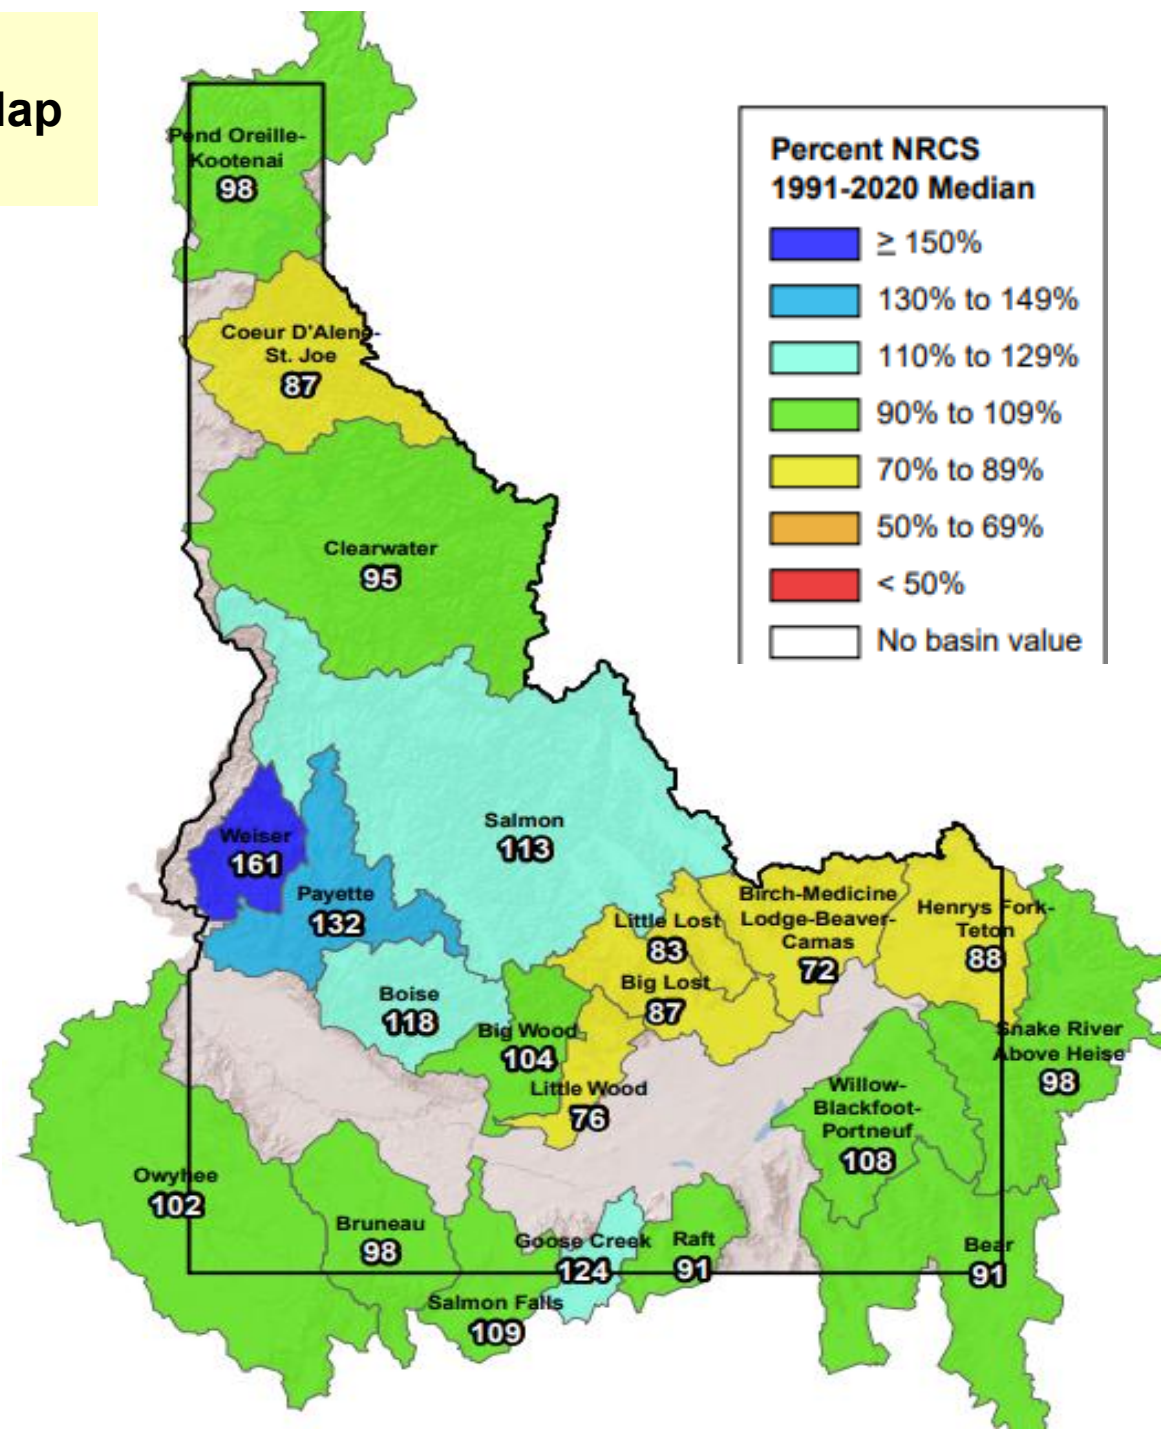 Pend Oreille-
Kootenai
98
Percent NRCS
1991-2020 Median
≥ 150%
130% to 149%
110% to 129%
90% to 109%
70% to 89%
50% to 69%
< 50%
No basin value
Coeur D'Alene-
St. Joe
87
Clearwater
95
Salmon
113
Weiser
161
Payette
132
Boise
118
Big Wood
104
Little Wood
76
Little Lost
83
Big Lost
87
Birch-Medicine
Lodge-Beaver-
Camas
72
Henrys Fork-
Teton
88
Snake River
Above Heise
98
Willow-
Blackfoot-
Portneuf
108
Owyhee
102
Bruneau
98
Salmon Falls
109
Goose Creek
124
Raft
91
Bear
91